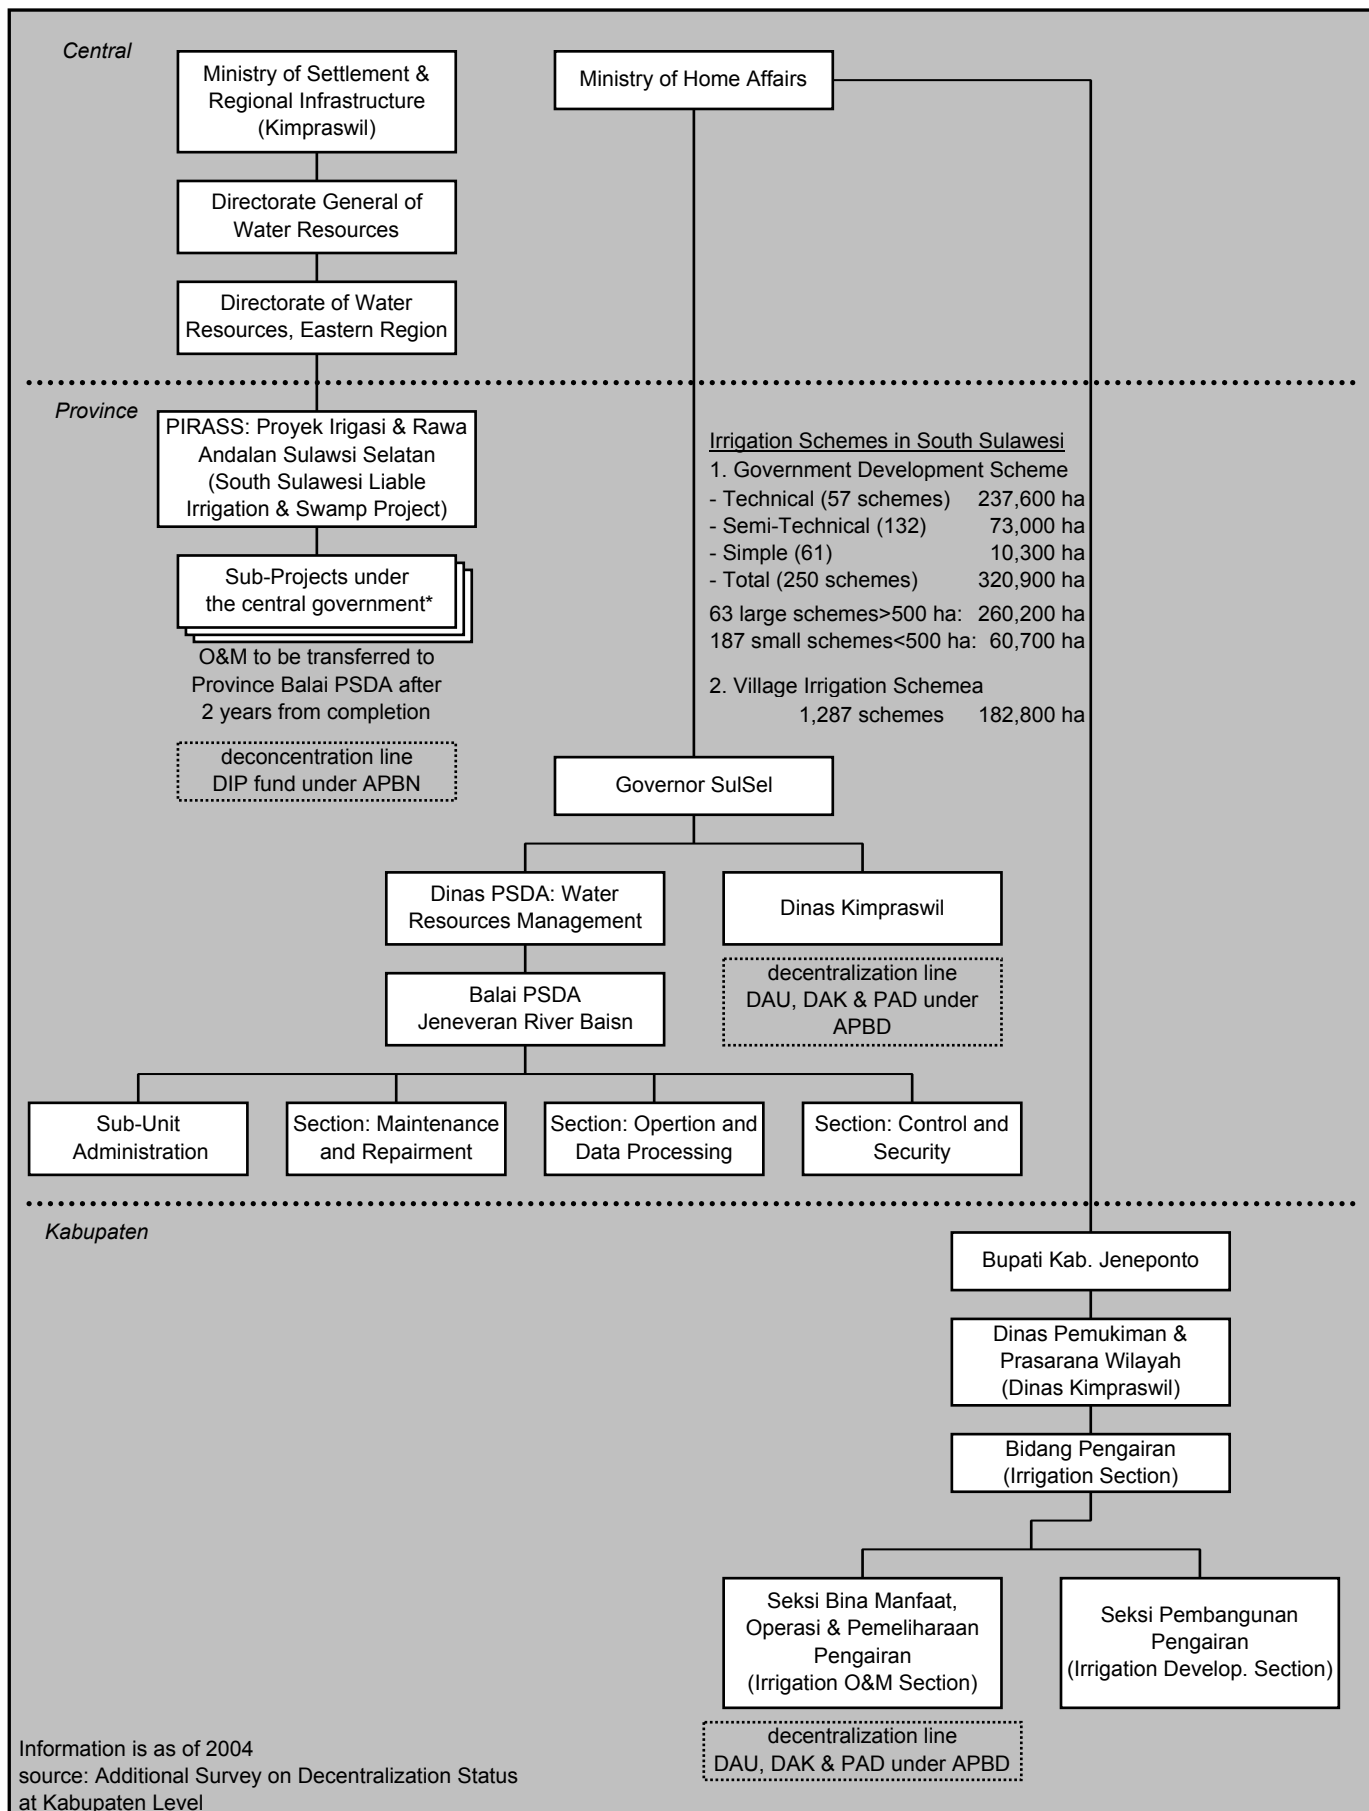 Central
Ministry of Settlement &
Regional Infrastructure
(Kimpraswil)
Ministry of Home Affairs
Directorate General of
Water Resources
Directorate of Water
Resources, Eastern Region
Province
PIRASS: Proyek Irigasi & Rawa
Andalan Sulawsi Selatan
(South Sulawesi Liable
Irrigation & Swamp Project)
Sub-Projects under
the central government*
O&M to be transferred to
Province Balai PSDA after
2 years from completion
deconcentration line
DIP fund under APBN
Irrigation Schemes in South Sulawesi
1. Government Development Scheme
- Technical (57 schemes) 237,600 ha
- Semi-Technical (132) 73,000 ha
- Simple (61) 10,300 ha
- Total (250 schemes) 320,900 ha
63 large schemes>500 ha: 260,200 ha
187 small schemes<500 ha: 60,700 ha
2. Village Irrigation Schemea
1,287 schemes 182,800 ha
Governor SulSel
Dinas PSDA: Water
Resources Management
Dinas Kimpraswil
Balai PSDA
Jeneveran River Baisn
decentralization line
DAU, DAK & PAD under
APBD
Sub-Unit
Administration
Section: Maintenance
and Repairment
Section: Opertion and
Data Processing
Section: Control and
Security
Kabupaten
Bupati Kab. Jeneponto
Dinas Pemukiman &
Prasarana Wilayah
(Dinas Kimpraswil)
Bidang Pengairan
(Irrigation Section)
Seksi Bina Manfaat,
Operasi & Pemeliharaan
Pengairan
(Irrigation O&M Section)
Seksi Pembangunan
Pengairan
(Irrigation Develop. Section)
decentralization line
DAU, DAK & PAD under APBD
Information is as of 2004
source: Additional Survey on Decentralization Status
at Kabupaten Level